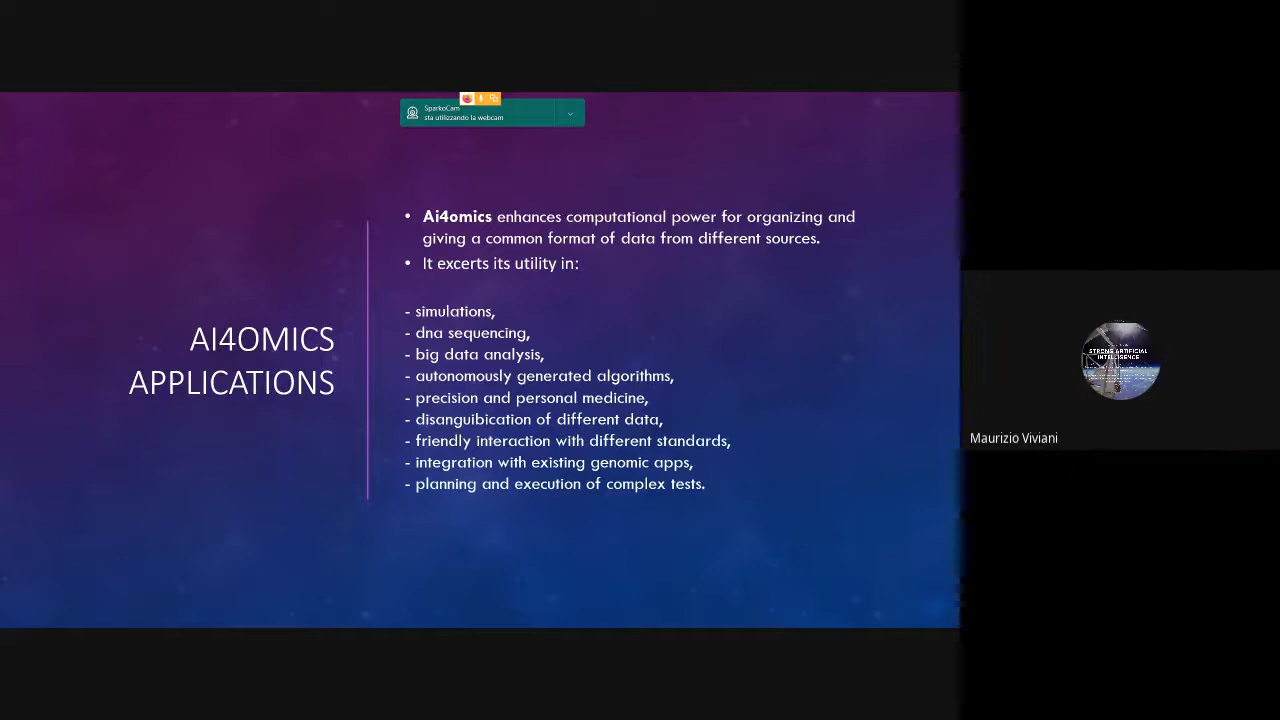 SparkoCam
sta utilizzando la webcam
• Ai4omics enhances computational power for organizing and
giving a common format of data from different sources.
• It excerts its utility in:
- simulations,
- dna sequencing,
- big data analysis,
- autonomously generated algorithms,
- precision and personal medicine,
- disanguibication of different data,
- friendly interaction with different standards,
- integration with existing genomic apps,
- planning and execution of complex tests.
AI4OMICS
APPLICATIONS
STRONG ARTIFICIAL
INTELLIGENCE
Maurizio Viviani